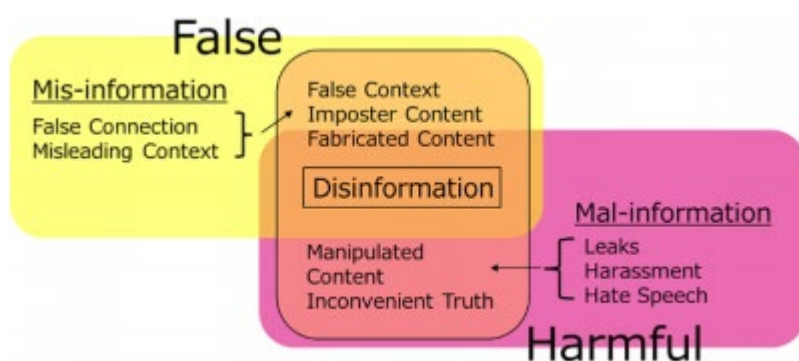 False
Mis-information
False Connection
Misleading Context
False Context
Imposter Content
Fabricated Content
Disinformation
Manipulated
Content
Inconvenient Truth
Mal-information
Leaks
Harassment
Hate Speech
Harmful